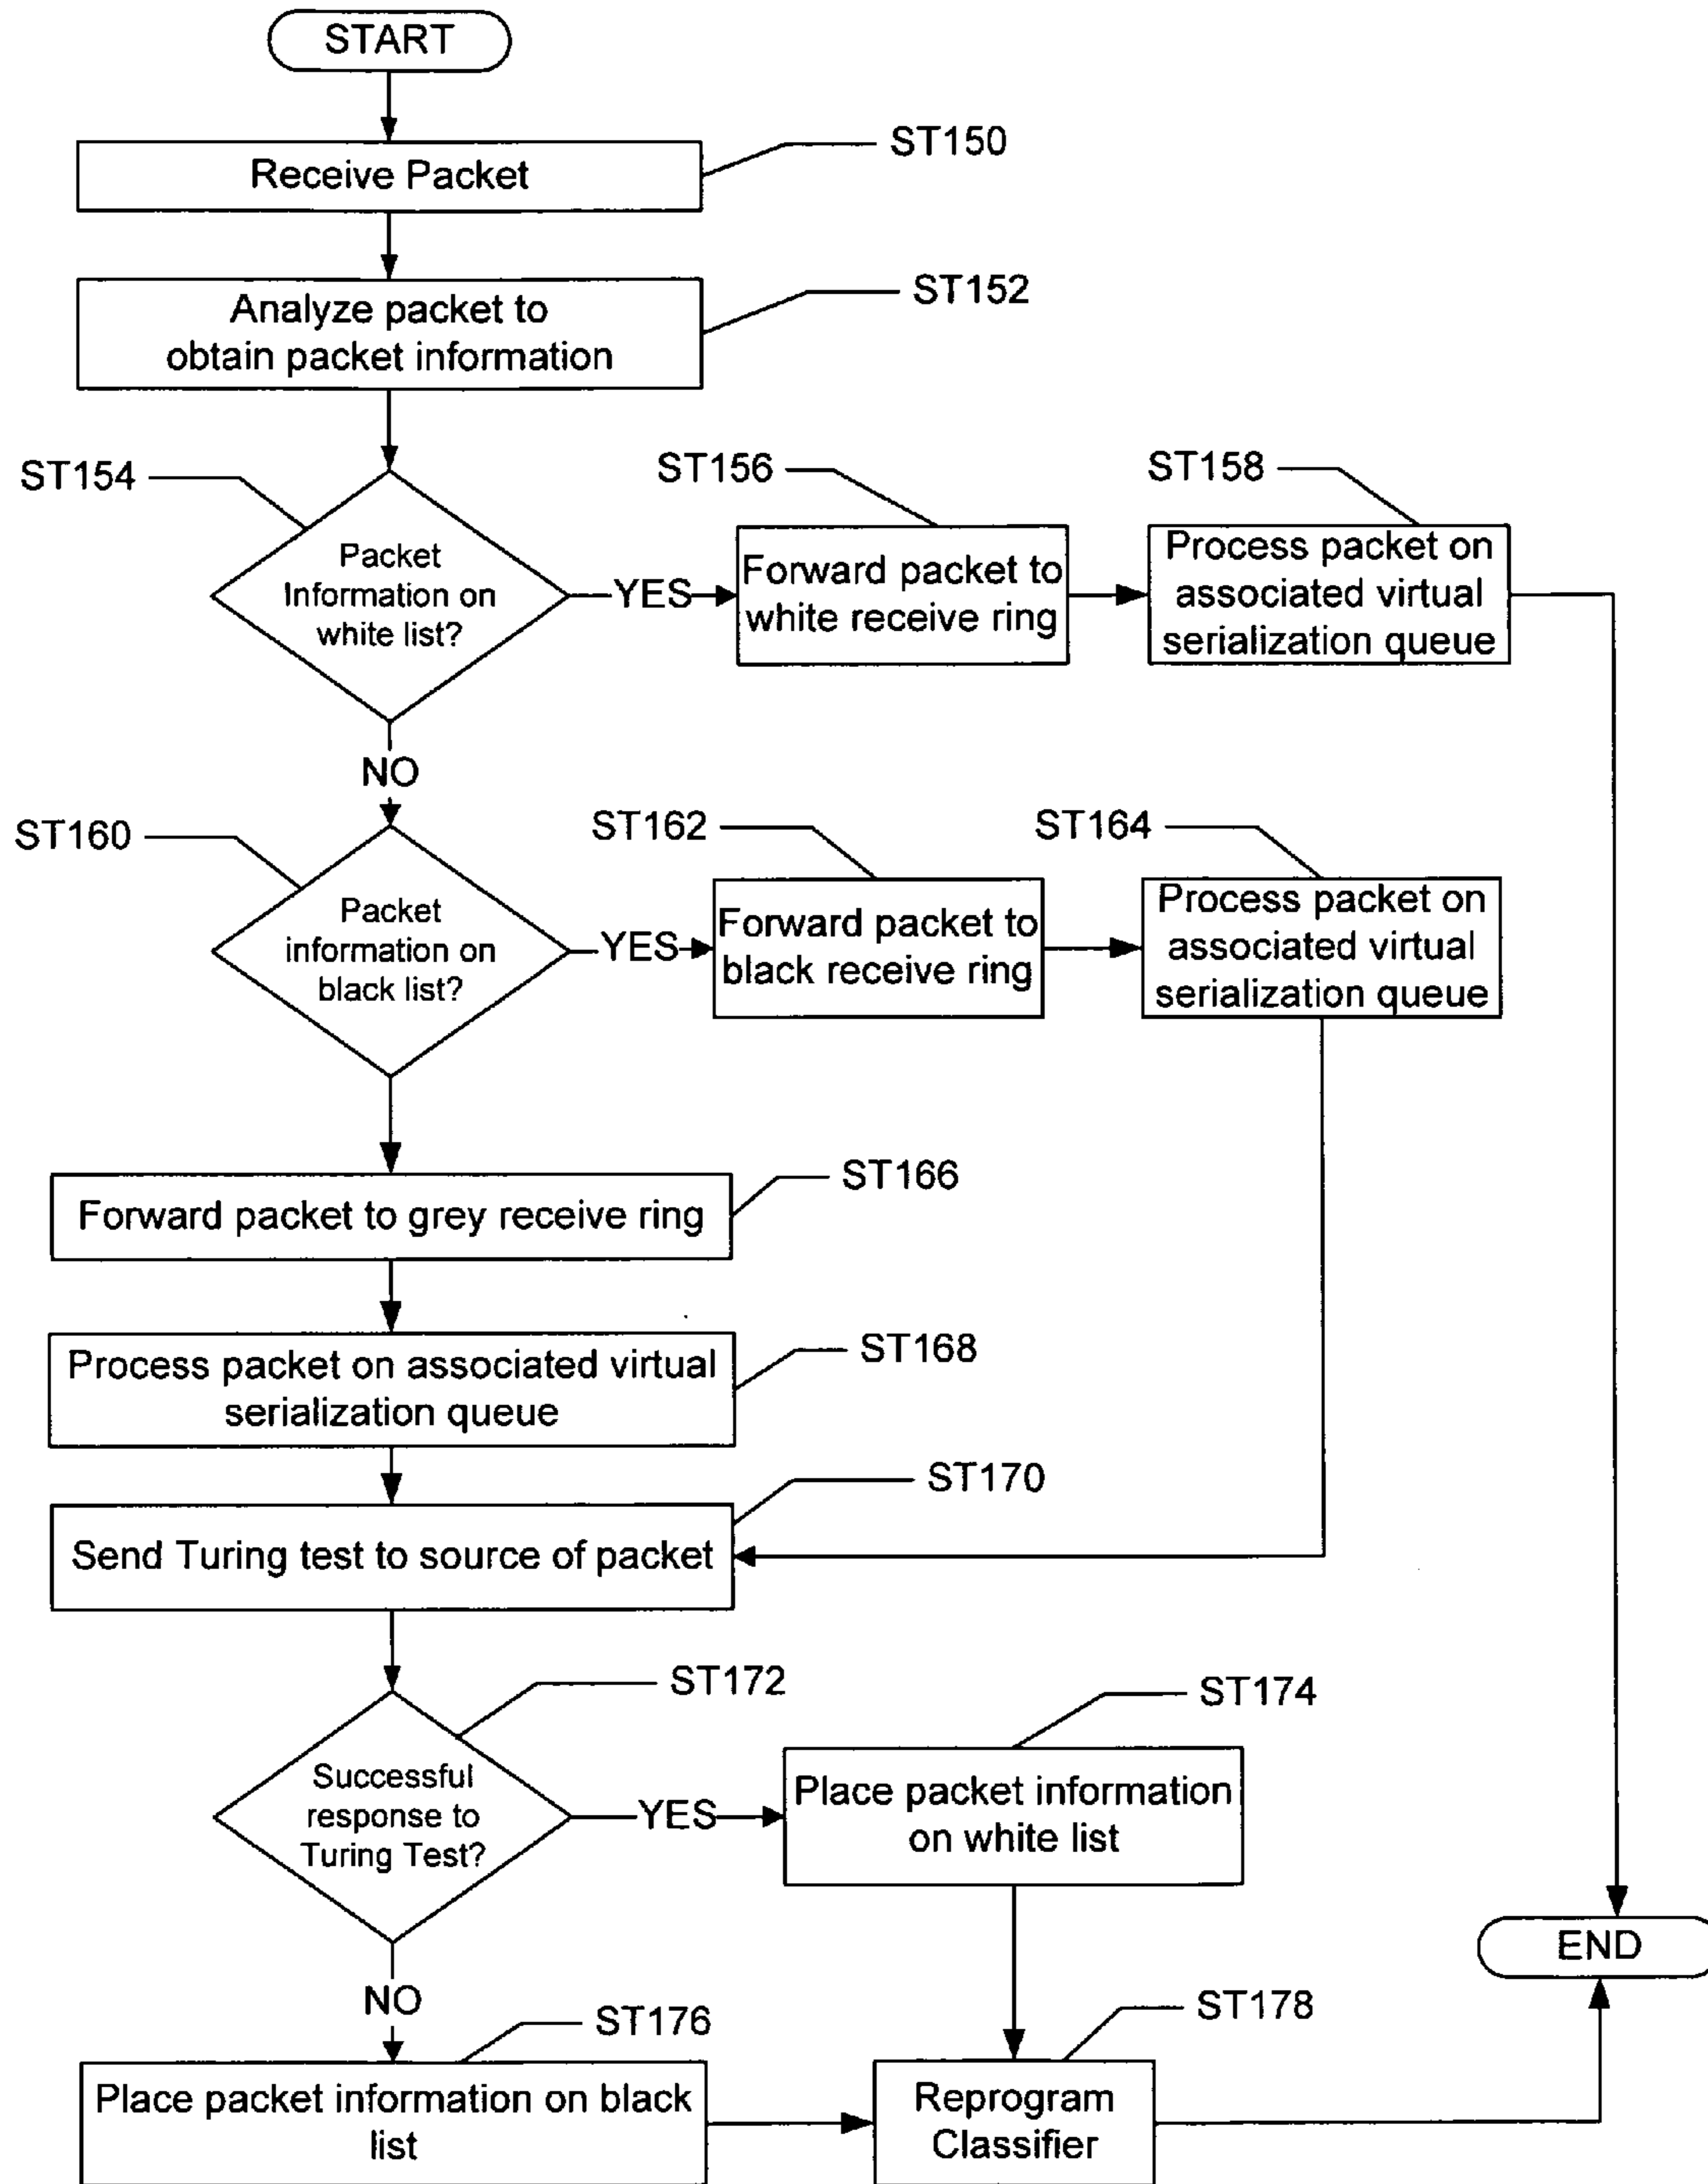 START
Receive Packet
ST150
Analyze packet to
obtain packet information
ST152
ST154
Packet
Information on
white list?
YES
ST156
Forward packet to
white receive ring
ST158
Process packet on
associated virtual
serialization queue
NO
ST160
Packet
information on
black list?
YES
ST162
Forward packet to
black receive ring
ST164
Process packet on
associated virtual
serialization queue
ST166
Forward packet to grey receive ring
ST168
Process packet on associated virtual
serialization queue
ST170
Send Turing test to source of packet
ST172
Successful
response to
Turing Test?
YES
ST174
Place packet information
on white list
NO
ST176
Place packet information on black
list
ST178
Reprogram
Classifier
END